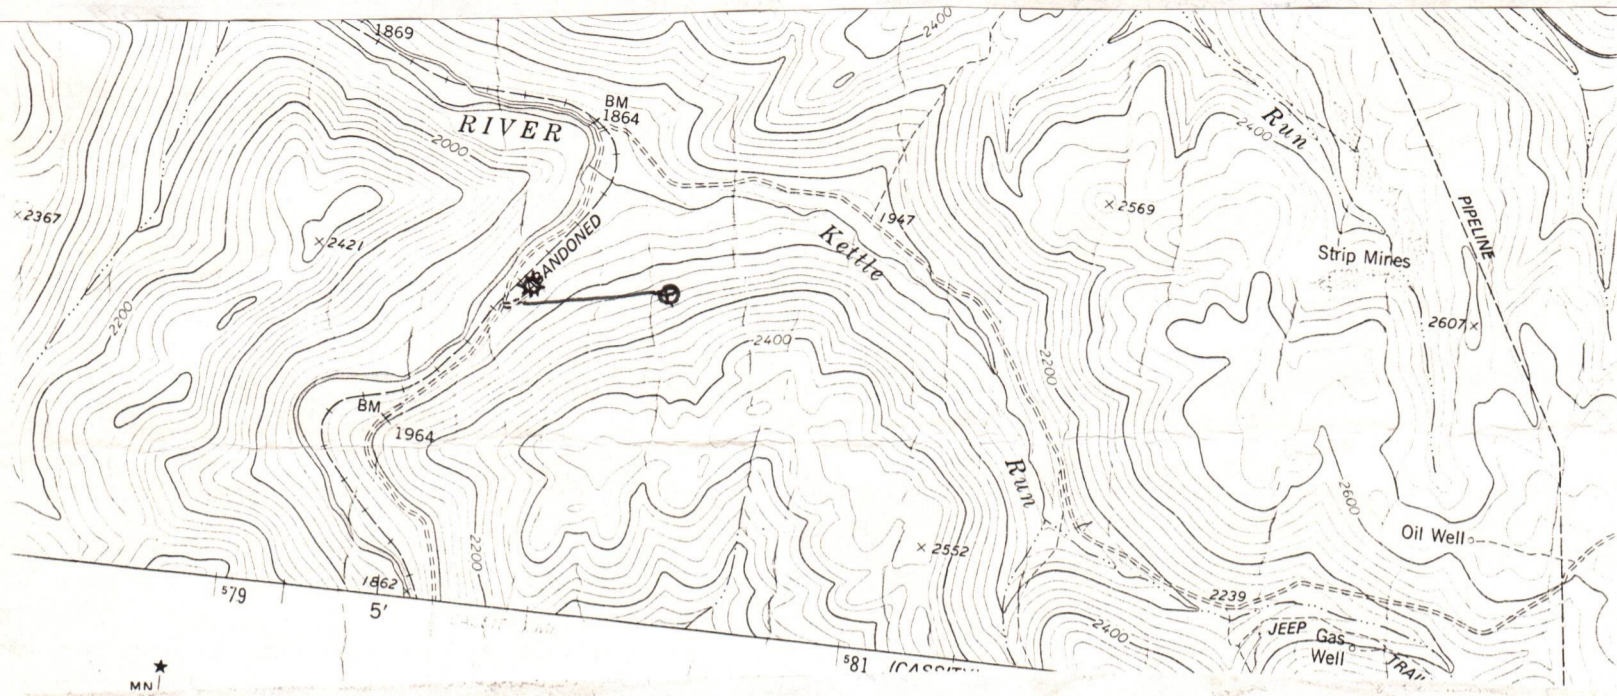 1869
2400
BM
1864
RIVER
2000
Run
2400
2367
2421
2569
PIPELINE
1947
ABANDONED
Kettle
Strip Mines
2200
2607
2400
2200
BM
1964
Run
2600
Oil Well
2200
2552
1862
579
5'
2239
2400
JEEP
TRAIL
Gas
Well
581
MN